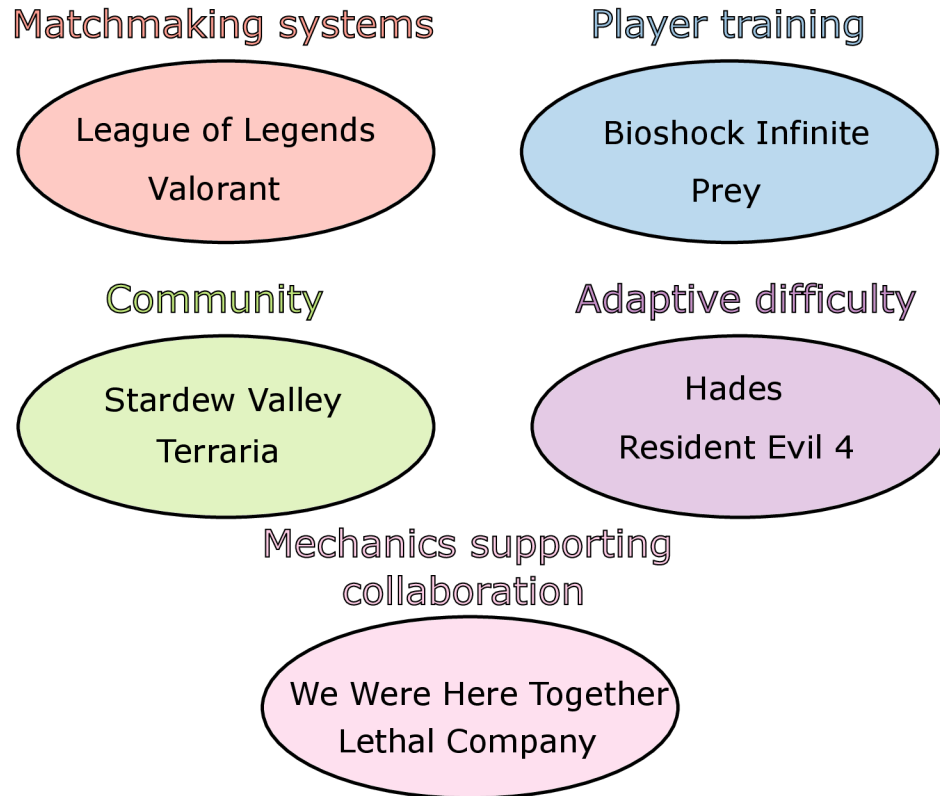 Matchmaking systems
League of Legends
Valorant
Player training
Bioshock Infinite
Prey
Community
Stardew Valley
Terraria
Adaptive difficulty
Hades
Resident Evil 4
Mechanics supporting
collaboration
We Were Here Together
Lethal Company